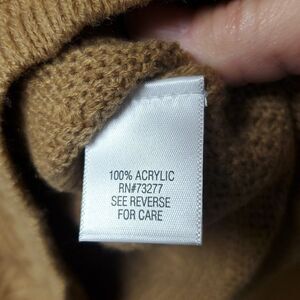 100% ACRYLIC
RN#73277
SEE REVERSE
FOR CARE